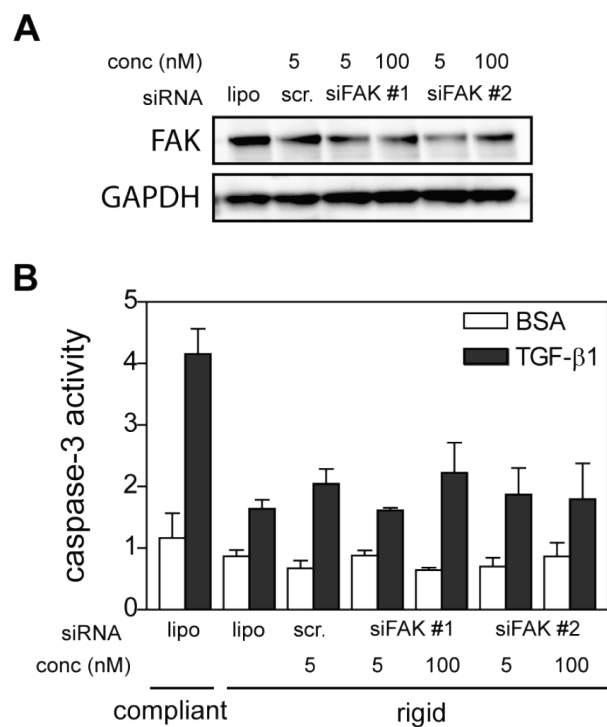 A
conc (nM) 5 5 100 5 100
siRNA lipo scr. siFAK #1 siFAK #2
FAK
GAPDH
B
5
BSA
4
TGF-β1
3
2
1
0
caspase-3 activity
siRNA lipo lipo scr. siFAK #1 siFAK #2
conc (nM) 5 5 100 5 100
compliant rigid